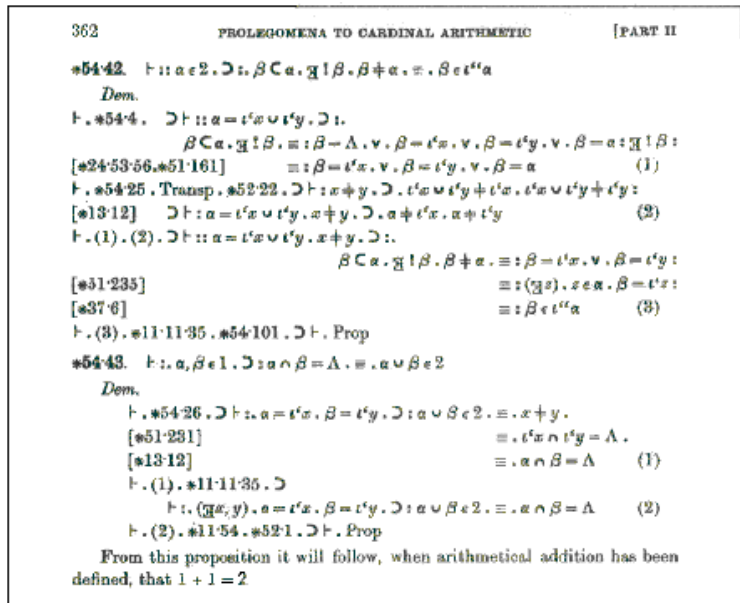 362 PROLEGOMENA TO CARDINAL ARITHMETIC [PART II
✱54·42. ⊢ :: α ε 2 . ⊃ :. β ⊂ α . ƎǃΒ . β ≠ α . ≡ . β ε ι‘‘α
Dem.
⊢ . ✱54·4. ⊃ ⊢ :: α = ι‘x ∪ ι‘y . ⊃ :.
β ⊂ α . Ǝ ! β . ≡ : β = Λ . v . β = ι‘x . v . β = ι‘y . v . β = α : Ǝ ! β :
[✱24·53·56.✱51·161] ≡ : β = ι‘x . v . β = ι‘y . v . β = α (1)
⊢ . ✱54·25 . Transp . ✱52·22 . ⊃ ⊢ : x ≠ y . ⊃ . ι‘x ∪ ι‘y ≠ ι‘x . ι‘x ∪ ι‘y ≠ ι‘y :
[✱13·12] ⊃ ⊢ : α = ι‘x ∪ ι‘y . x ≠ y . ⊃ . α ≠ ι‘x . α ≠ ι‘y (2)
⊢ . (1) . (2) . ⊃ ⊢ :: α = ι‘x ∪ ι‘y . x ≠ y . ⊃ :.
β ⊂ α . Ǝ ! β . β ≠ α . ≡ : β = ι‘x . v . β = ι‘y :
[✱51·235] ≡ : (Ǝz) . z ε α . β = ι‘z :
[✱37·6] ≡ : β ε ι‘‘α (3)
⊢ . (3) . ✱11·11·35 . ✱54·101 . ⊃ ⊢ . Prop
✱54·43. ⊢ :. α, β ε 1 . ⊃ : α ∩ β = Λ . ≡ . α ∪ β ε 2
Dem.
⊢ . ✱54·26 . ⊃ ⊢ :. α = ι‘x . β = ι‘y . ⊃ : α ∪ β ε 2 . ≡ . x ≠ y .
[✱51·231] ≡ . ι‘x ∩ ι‘y = Λ .
[✱13·12] ≡ . α ∩ β = Λ (1)
⊢ . (1) . ✱11·11·35 . ⊃
⊢ :. (Ǝx, y) . α = ι‘x . β = ι‘y . ⊃ : α ∪ β ε 2 . ≡ . α ∩ β = Λ (2)
⊢ . (2) . ✱11·54 . ✱52·1 . ⊃ ⊢ . Prop
From this proposition it will follow, when arithmetical addition has been
defined, that 1 + 1 = 2